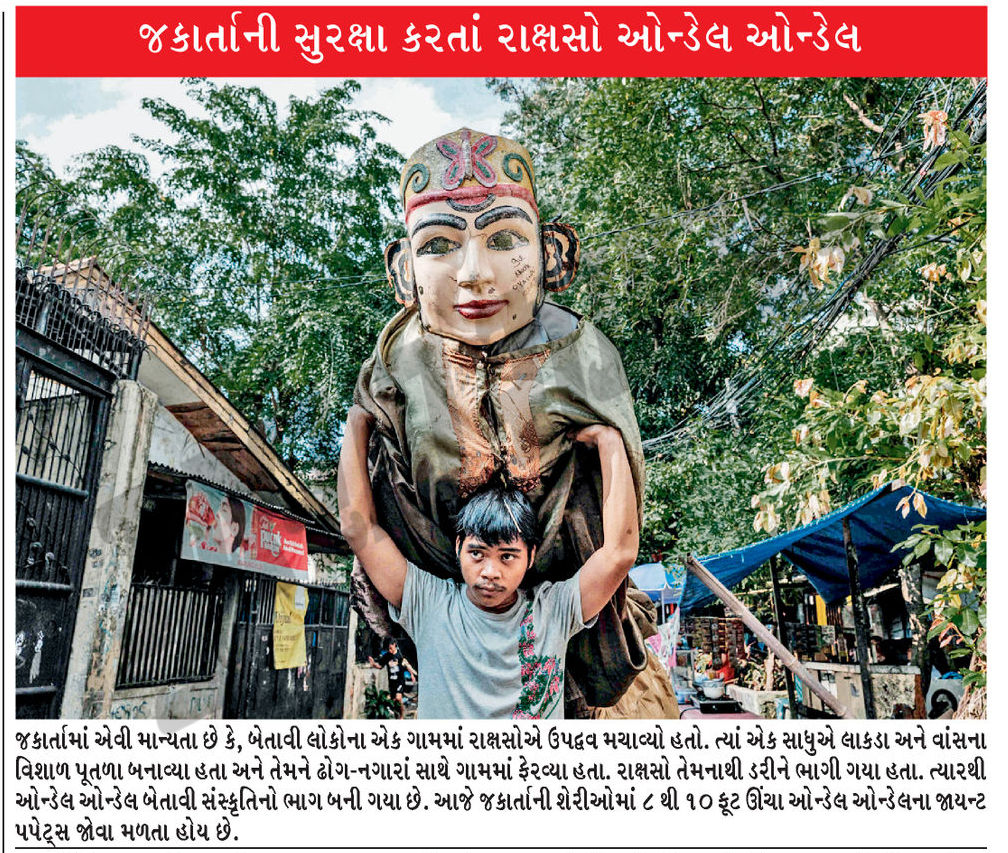 જકાર્તાની સુરક્ષા કરતાં રાક્ષસો ઓન્ડેલ ઓન્ડેલ
જકાર્તામાં એવી માન્યતા છે કે, બેતાવી લોકોના એક ગામમાં રાક્ષસોએ ઉપદ્રવ મચાવ્યો હતો. ત્યાં એક સાધુએ લાકડા અને વાંસના
વિશાળ પૂતળા બનાવ્યા હતા અને તેમને ઢોગ-નગારાં સાથે ગામમાં ફેરવ્યા હતા. રાક્ષસો તેમનાથી ડરીને ભાગી ગયા હતા. ત્યારથી
ઓન્ડેલ ઓન્ડેલ બેતાવી સંસ્કૃતિનો ભાગ બની ગયા છે. આજે જકાર્તાની શેરીઓમાં ૮ થી ૧૦ ફૂટ ઊંચા ઓન્ડેલ ઓન્ડેલના જાયન્ટ
પપેટ્સ જોવા મળતા હોય છે.